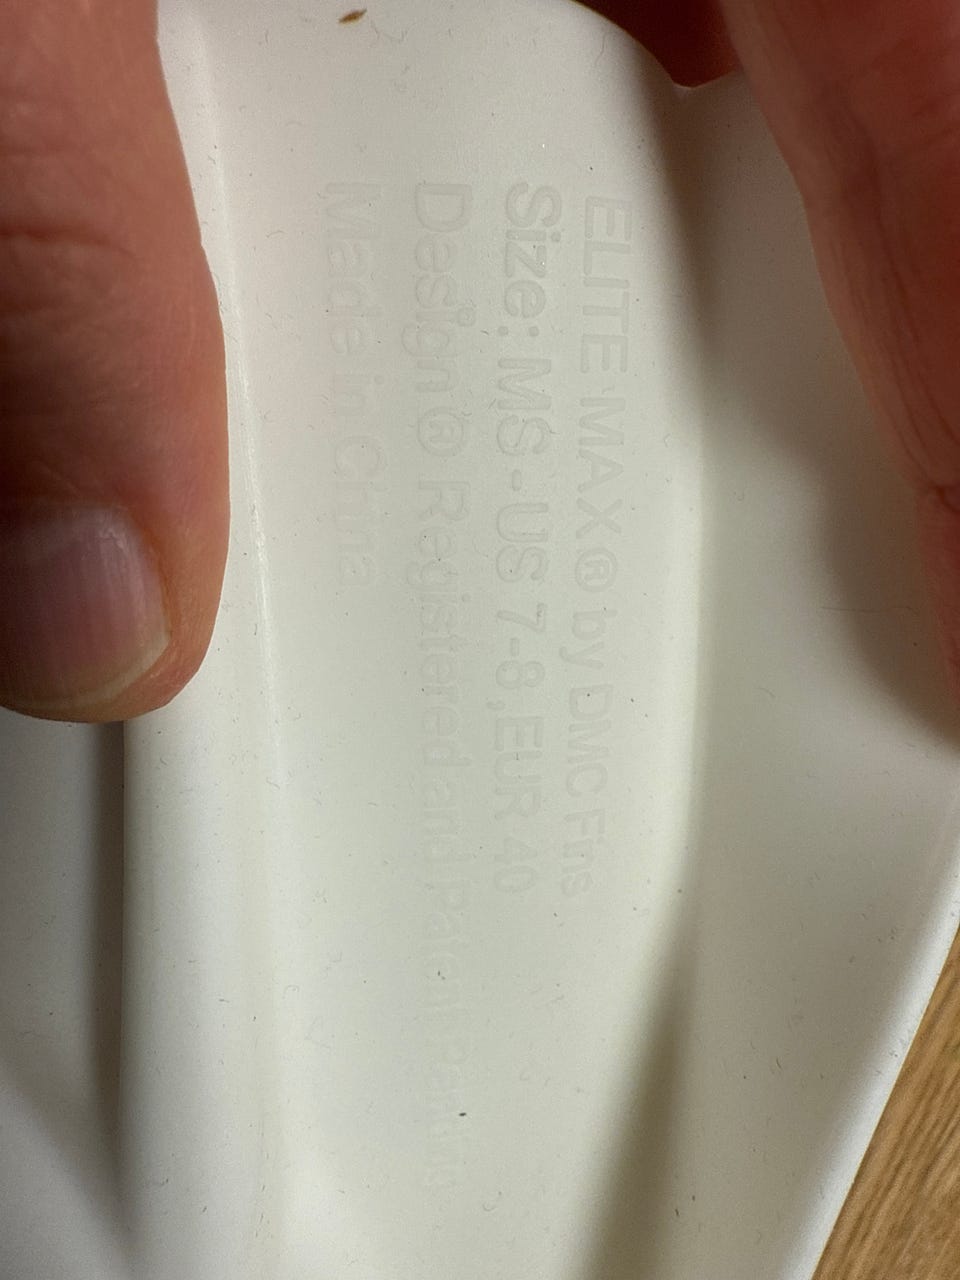 ELITE MAX® by DMC Fins
Size: MS - US 7-8, EUR 40
Design ® Registered and Patent Pending
Made in China